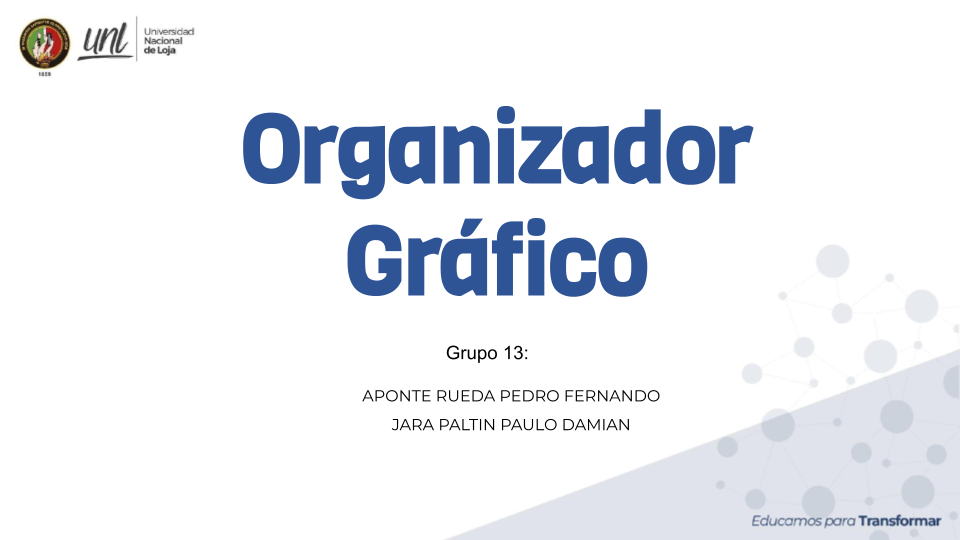 unl
Universidad
Nacional
de Loja
1859
Organizador
Gráfico
Grupo 13:
APONTE RUEDA PEDRO FERNANDO
JARA PALTIN PAULO DAMIAN
Educamos para Transformar